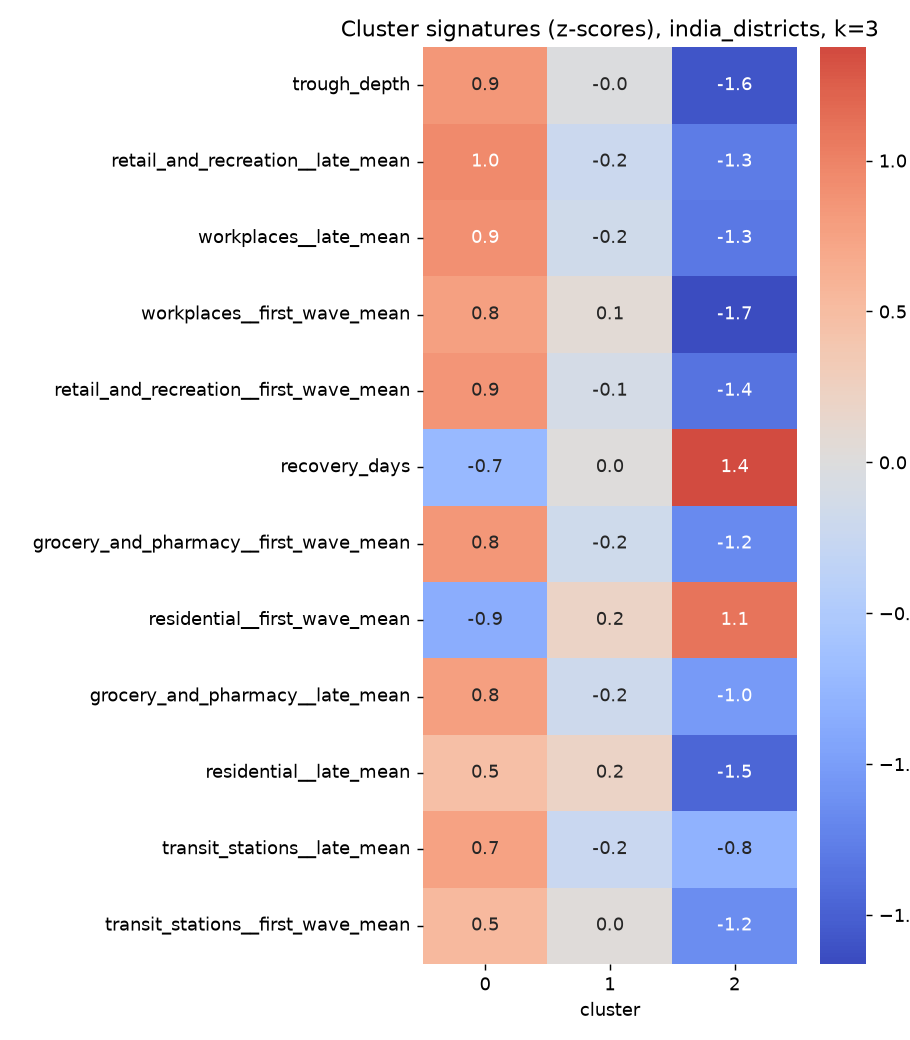 Cluster signatures (z-scores), india_districts, k=3
trough_depth 0.9 -0.0 -1.6
retail_and_recreation__late_mean 1.0 -0.2 -1.3
workplaces__late_mean 0.9 -0.2 -1.3
workplaces__first_wave_mean 0.8 0.1 -1.7
retail_and_recreation__first_wave_mean 0.9 -0.1 -1.4
recovery_days -0.7 0.0 1.4
grocery_and_pharmacy__first_wave_mean 0.8 -0.2 -1.2
residential__first_wave_mean -0.9 0.2 1.1
grocery_and_pharmacy__late_mean 0.8 -0.2 -1.0
residential__late_mean 0.5 0.2 -1.5
transit_stations__late_mean 0.7 -0.2 -0.8
transit_stations__first_wave_mean 0.5 0.0 -1.2
0 1 2
cluster
1.0
0.5
0.0
−0.
−1.
−1.